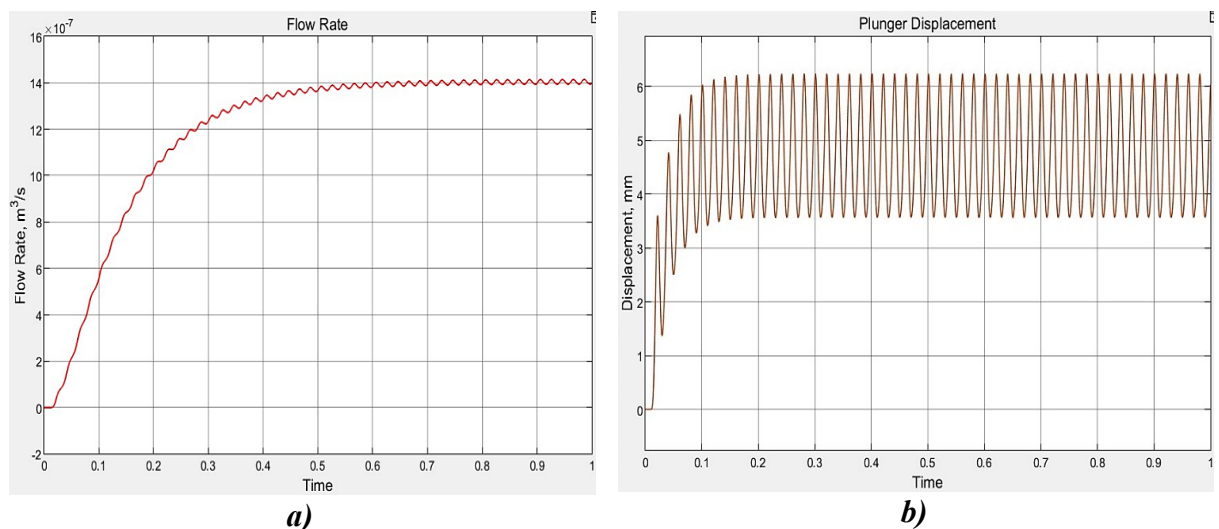 Flow Rate
×10⁻⁷
16
14
12
10
8
6
4
2
0
-2
Flow Rate, m³/s
0 0.1 0.2 0.3 0.4 0.5 0.6 0.7 0.8 0.9 1
Time
a)
Plunger Displacement
6
5
4
3
2
1
0
Displacement, mm
0 0.1 0.2 0.3 0.4 0.5 0.6 0.7 0.8 0.9 1
Time
b)